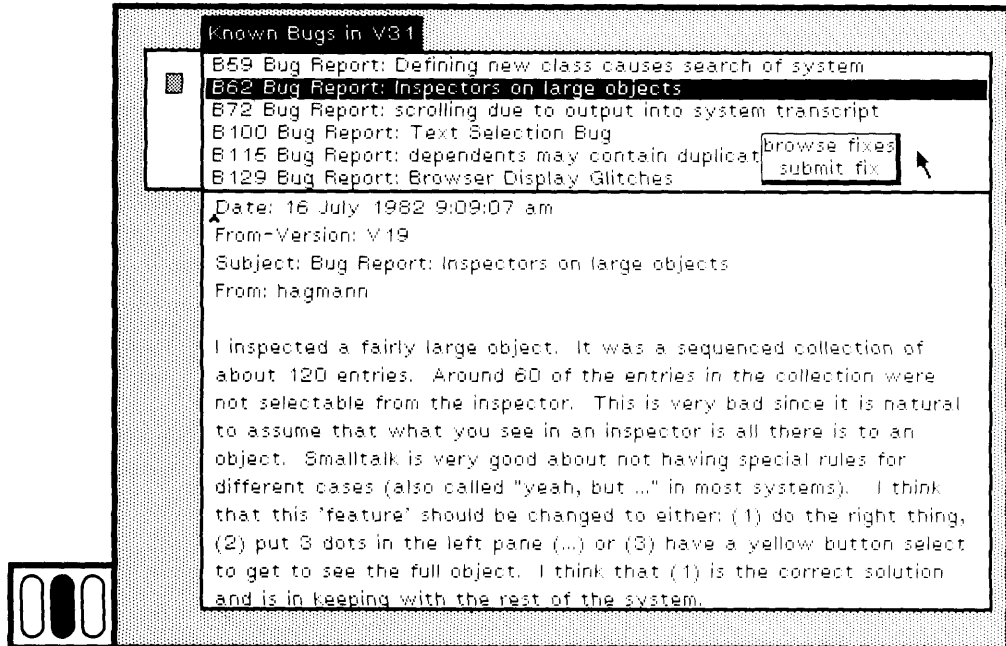 Known Bugs in V31
B59 Bug Report: Defining new class causes search of system
B62 Bug Report: Inspectors on large objects
B72 Bug Report: scrolling due to output into system transcript
B100 Bug Report: Text Selection Bug
B115 Bug Report: dependents may contain duplicat
B129 Bug Report: Browser Display Glitches
browse fixes
submit fix
Date: 16 July 1982 9:09:07 am
From-Version: V19
Subject: Bug Report: Inspectors on large objects
From: hagmann
I inspected a fairly large object. It was a sequenced collection of
about 120 entries. Around 60 of the entries in the collection were
not selectable from the inspector. This is very bad since it is natural
to assume that what you see in an inspector is all there is to an
object. Smalltalk is very good about not having special rules for
different cases (also called "yeah, but ..." in most systems). I think
that this 'feature' should be changed to either: (1) do the right thing,
(2) put 3 dots in the left pane (...) or (3) have a yellow button select
to get to see the full object. I think that (1) is the correct solution
and is in keeping with the rest of the system.